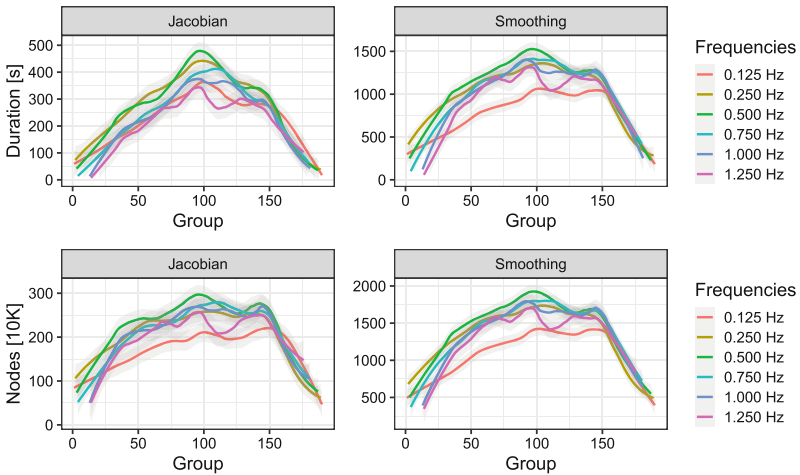 Jacobian
Smoothing
Duration [s]
500
400
300
200
100
0
1500
1000
500
0
0 50 100 150
0 50 100 150
Group
Group
Frequencies
0.125 Hz
0.250 Hz
0.500 Hz
0.750 Hz
1.000 Hz
1.250 Hz
Jacobian
Smoothing
Nodes [10K]
300
200
100
0
2000
1500
1000
500
0 50 100 150
0 50 100 150
Group
Group
Frequencies
0.125 Hz
0.250 Hz
0.500 Hz
0.750 Hz
1.000 Hz
1.250 Hz